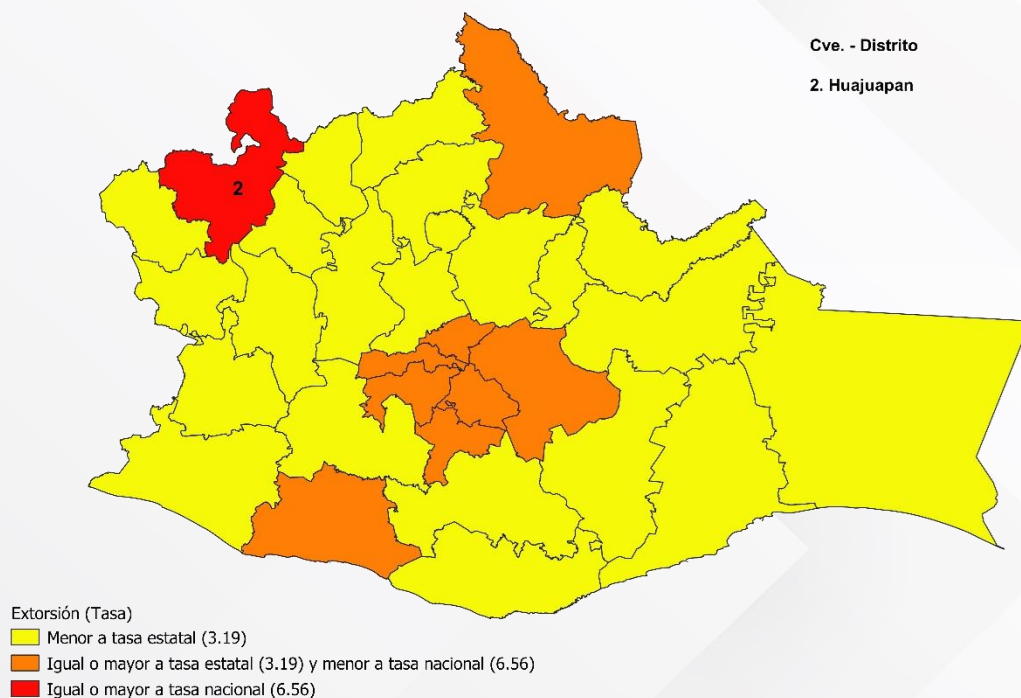 Cve. - Distrito
2. Huajuapan
2
Extorsión (Tasa)
Menor a tasa estatal (3.19)
Igual o mayor a tasa estatal (3.19) y menor a tasa nacional (6.56)
Igual o mayor a tasa nacional (6.56)